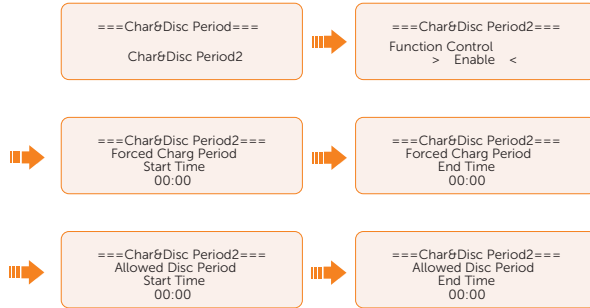 ===Char&Disc Period===
Char&Disc Period2
===Char&Disc Period2===
Function Control
> Enable <
===Char&Disc Period2===
Forced Charg Period
Start Time
00:00
===Char&Disc Period2===
Forced Charg Period
End Time
00:00
===Char&Disc Period2===
Allowed Disc Period
Start Time
00:00
===Char&Disc Period2===
Allowed Disc Period
End Time
00:00